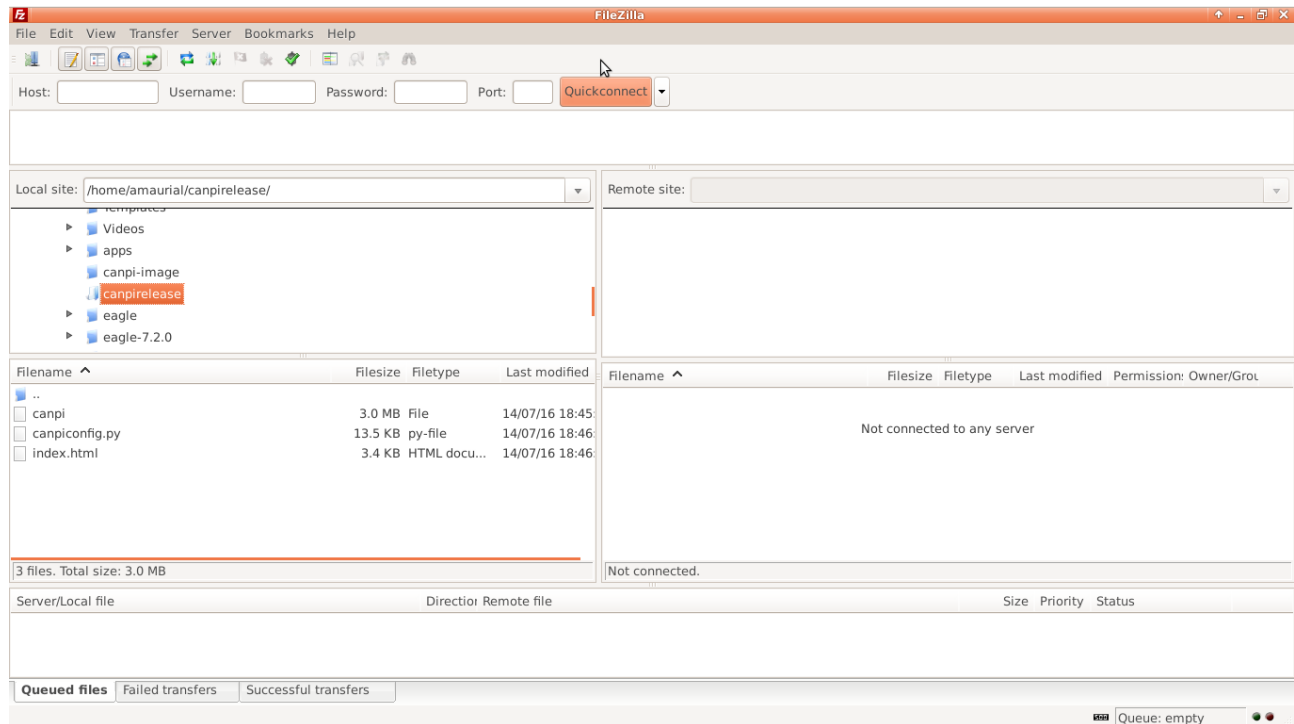 FileZilla
File Edit View Transfer Server Bookmarks Help
Host: Username: Password: Port: Quickconnect
Local site: /home/amaurial/canpirelease/
Remote site:
Templates
Videos
apps
canpi-image
canpirelease
eagle
eagle-7.2.0
Filename Filesize Filetype Last modified
..
canpi 3.0 MB File 14/07/16 18:45:
canpiconfig.py 13.5 KB py-file 14/07/16 18:46:
index.html 3.4 KB HTML docu... 14/07/16 18:46:
3 files. Total size: 3.0 MB
Filename Filesize Filetype Last modified Permission: Owner/Grou
Not connected to any server
Not connected.
Server/Local file Direction Remote file Size Priority Status
Queued files Failed transfers Successful transfers
Queue: empty